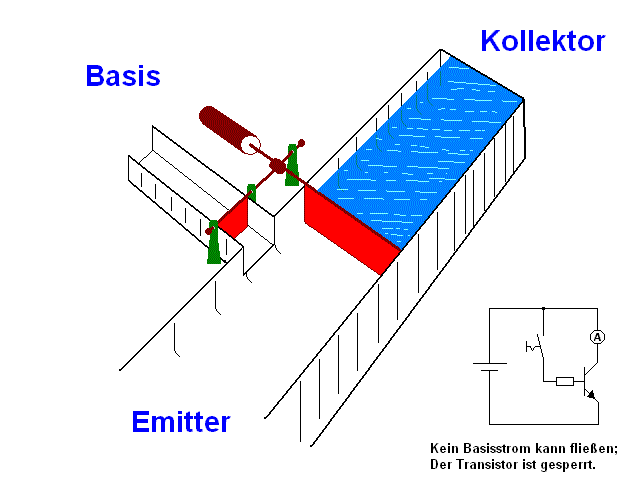 Kollektor
Basis
Emitter
A
Kein Basisstrom kann fließen;
Der Transistor ist gesperrt.